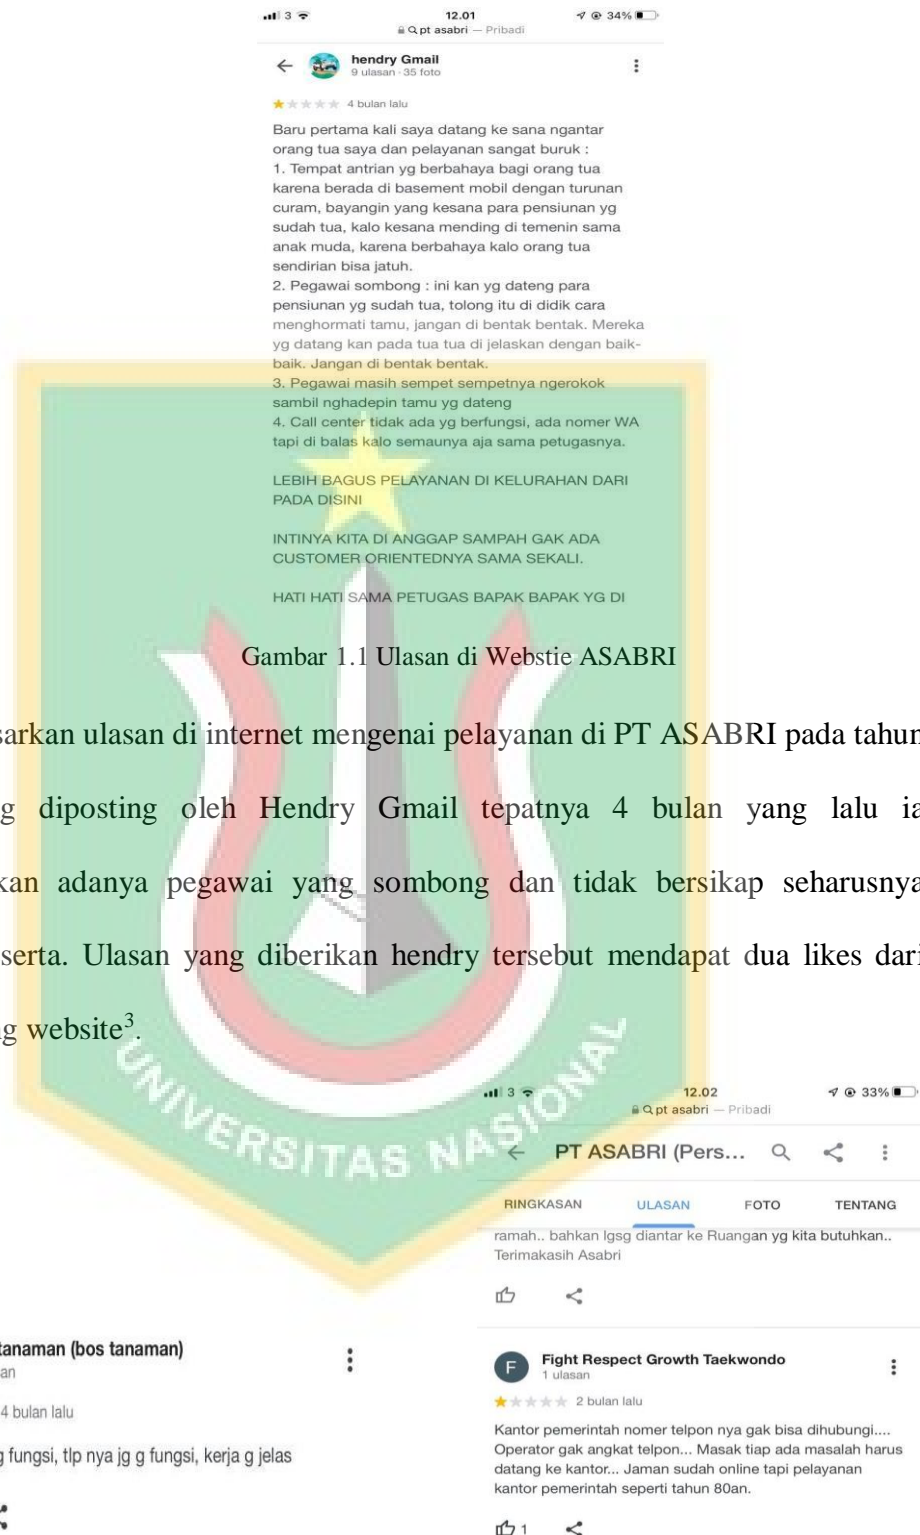 3
12.01
34%
pt asabri — Pribadi
hendry Gmail
9 ulasan · 35 foto
4 bulan lalu
Baru pertama kali saya datang ke sana ngantar
orang tua saya dan pelayanan sangat buruk :
1. Tempat antrian yg berbahaya bagi orang tua
karena berada di basement mobil dengan turunan
curam, bayangin yang kesana para pensiunan yg
sudah tua, kalo kesana mending di temenin sama
anak muda, karena berbahaya kalo orang tua
sendirian bisa jatuh.
2. Pegawai sombong : ini kan yg dateng para
pensiunan yg sudah tua, tolong itu di didik cara
menghormati tamu, jangan di bentak bentak. Mereka
yg datang kan pada tua tua di jelaskan dengan baik-
baik. Jangan di bentak bentak.
3. Pegawai masih sempet sempetnya ngerokok
sambil nghadepin tamu yg dateng
4. Call center tidak ada yg berfungsi, ada nomer WA
tapi di balas kalo semaunya aja sama petugasnya.
LEBIH BAGUS PELAYANAN DI KELURAHAN DARI
PADA DISINI
INTINYA KITA DI ANGGAP SAMPAH GAK ADA
CUSTOMER ORIENTEDNYA SAMA SEKALI.
HATI HATI SAMA PETUGAS BAPAK BAPAK YG DI
Gambar 1.1 Ulasan di Webstie ASABRI
sarkan ulasan di internet mengenai pelayanan di PT ASABRI pada tahun
g diposting oleh Hendry Gmail tepatnya 4 bulan yang lalu ia
kan adanya pegawai yang sombong dan tidak bersikap seharusnya
serta. Ulasan yang diberikan hendry tersebut mendapat dua likes dari
ng website3.
UNIVERSITAS NASIONAL
3
12.02
33%
pt asabri — Pribadi
PT ASABRI (Pers...
RINGKASAN ULASAN FOTO TENTANG
ramah.. bahkan lgsg diantar ke Ruangan yg kita butuhkan..
Terimakasih Asabri
tanaman (bos tanaman)
an
4 bulan lalu
g fungsi, tlp nya jg g fungsi, kerja g jelas
F
Fight Respect Growth Taekwondo
1 ulasan
2 bulan lalu
Kantor pemerintah nomer telpon nya gak bisa dihubungi....
Operator gak angkat telpon... Masak tiap ada masalah harus
datang ke kantor... Jaman sudah online tapi pelayanan
kantor pemerintah seperti tahun 80an.
1